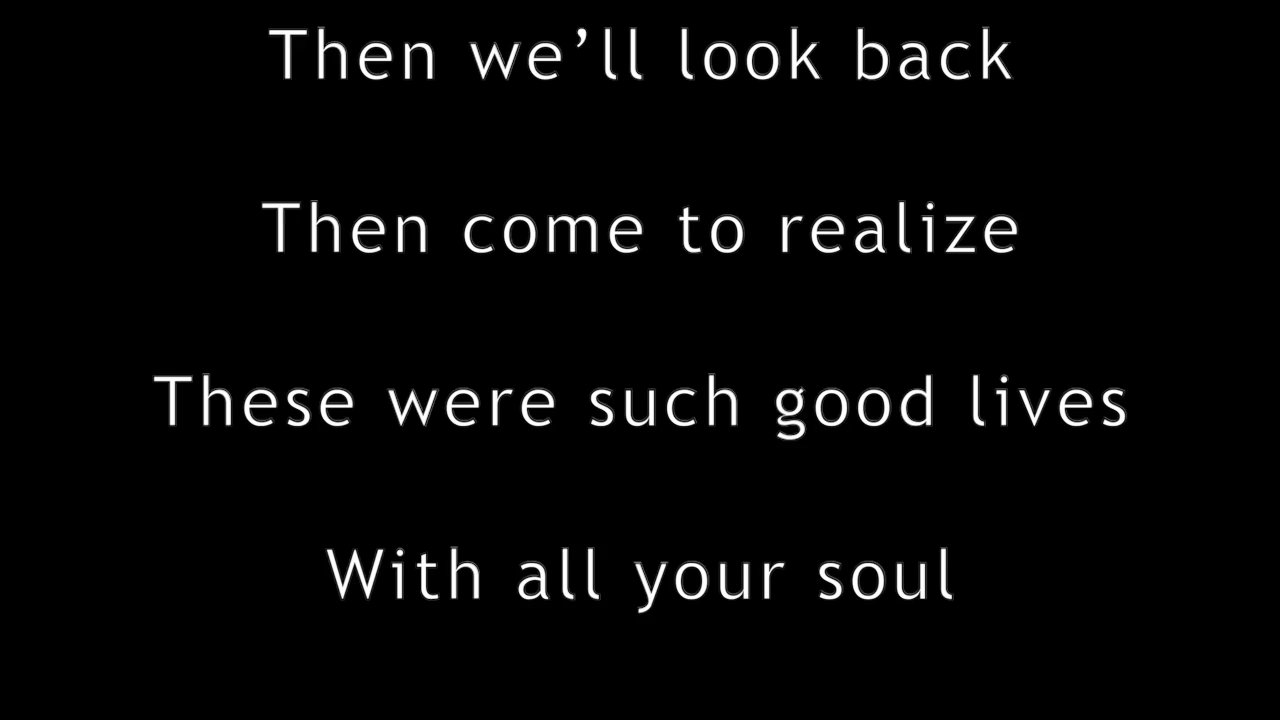 Then we’ll look back
Then come to realize
These were such good lives
With all your soul